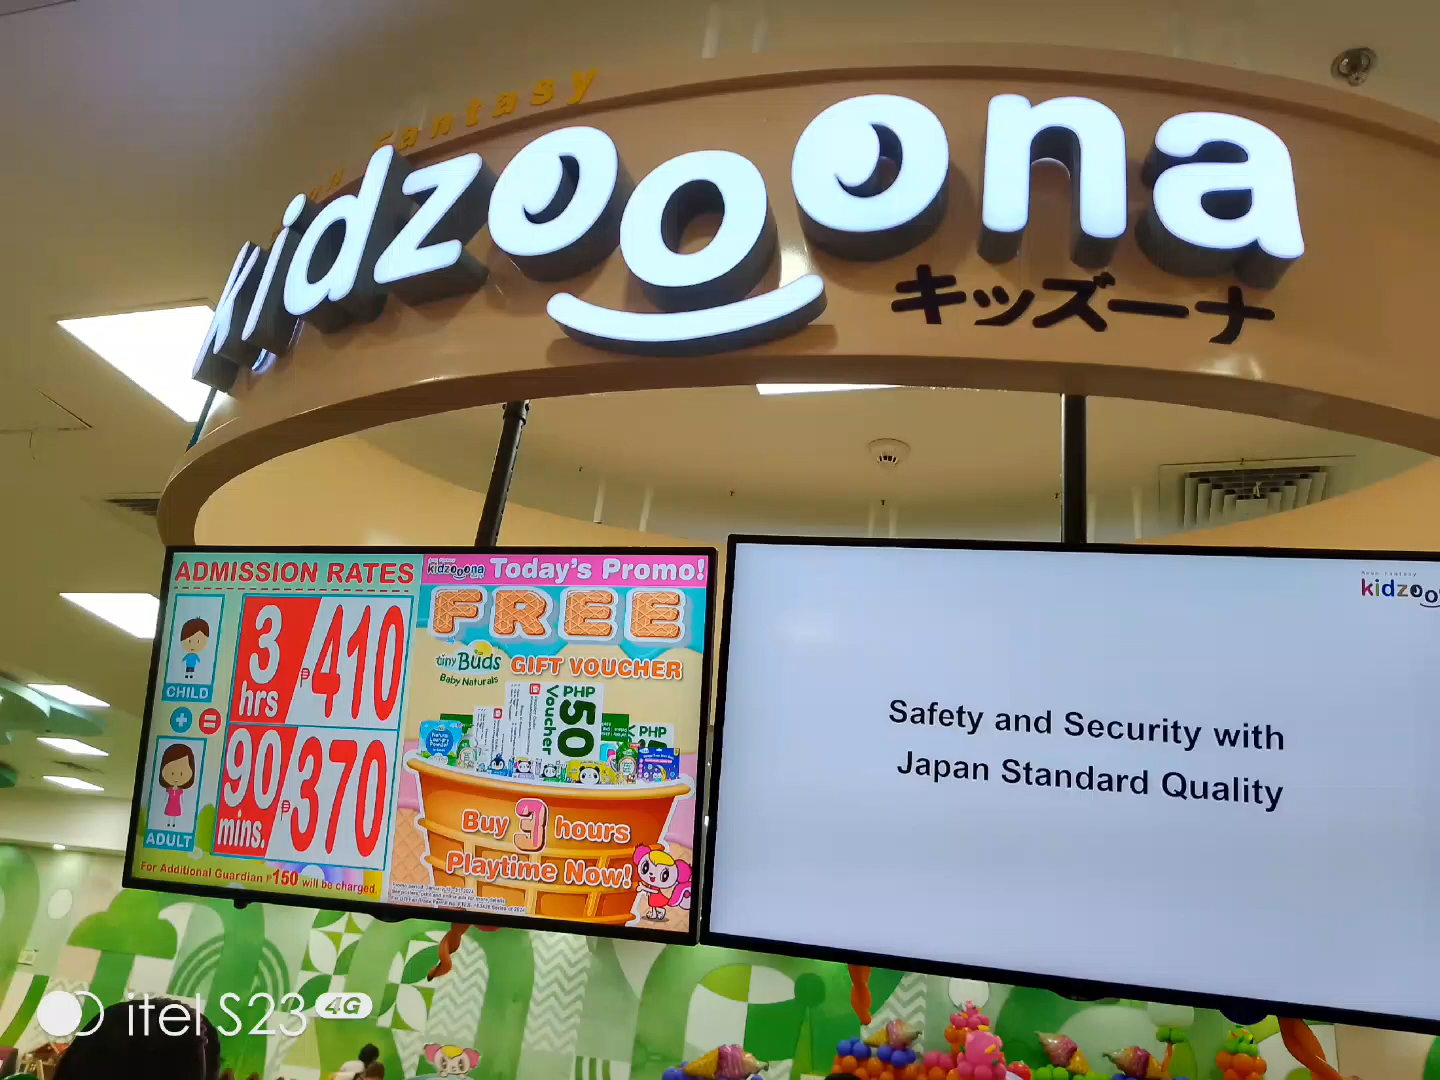 Fantasy
kidzooona
キッズーナ
ADMISSION RATES
CHILD
ADULT
3
hrs
₱410
90
mins.
₱370
For Additional Guardian ₱150 will be charged.
kidzooona Today's Promo!
FREE
tiny Buds
Baby Naturals
GIFT VOUCHER
PHP
50
Voucher
PHP
Buy 3 hours
Playtime Now!
kidzoo
Safety and Security with
Japan Standard Quality
itel S23 4G